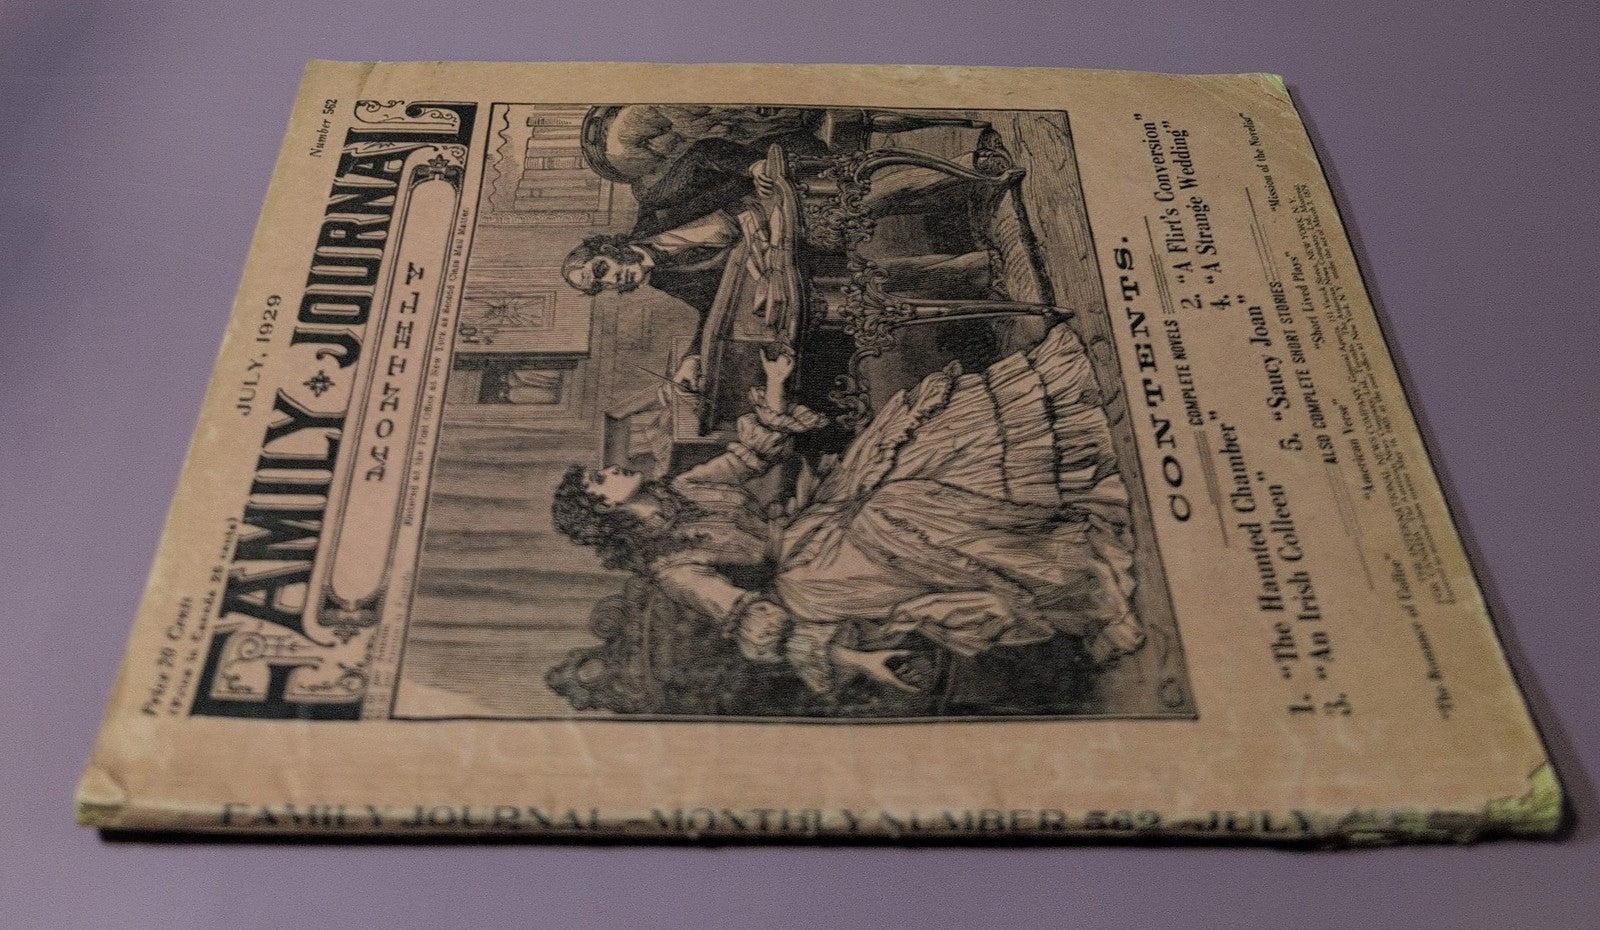 JULY, 1929
Number 562
Price 20 Cents
(Price in Canada 25 cents)
FAMILY JOURNAL
MONTHLY
Entered at the Post Office at New York as Second Class Mail Matter.
CONTENTS.
COMPLETE NOVELS
1. "The Haunted Chamber" 2. "A Flirt's Conversion"
3. "An Irish Colleen" 4. "A Strange Wedding"
5. "Saucy Joan"
ALSO COMPLETE SHORT STORIES:
"The Romance of Editor" "American Verse" "Short Lived Plays" "Mission of the Novelist"
FAMILY JOURNAL—MONTHLY NUMBER 562—JULY